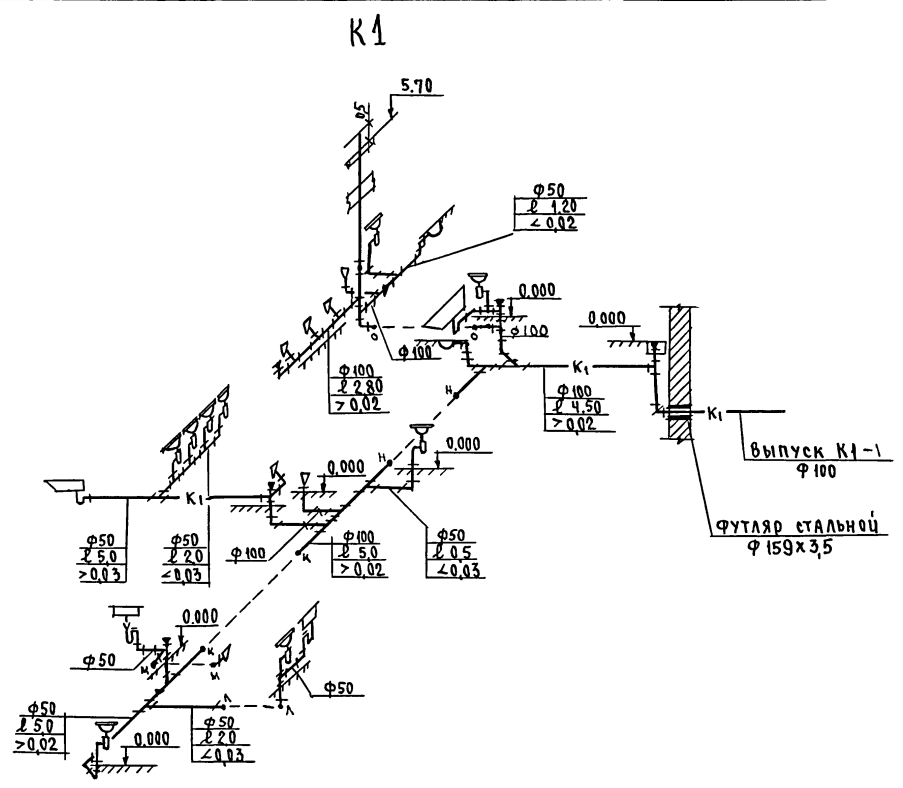 К1
0,5
5.70
Ф50
ℓ 1,20
< 0,02
0.000
0.000
Ф100
Ф100
К1
Ф100
ℓ 2,80
> 0,02
Ф100
ℓ 4,50
> 0,02
К1
Выпуск К1-1
Ф100
Футляр стальной
Ф 159х3,5
О
О
Н
Н
0.000
0.000
К1
Ф50
ℓ 5,0
> 0,03
Ф50
ℓ 2,0
< 0,03
Ф100
К
Ф100
ℓ 5,0
> 0,02
Ф50
ℓ 0,5
< 0,03
0.000
К
Ф50
М
М
Ф50
Л
Л
Ф50
ℓ 5,0
> 0,02
0.000
Ф50
ℓ 2,0
< 0,03